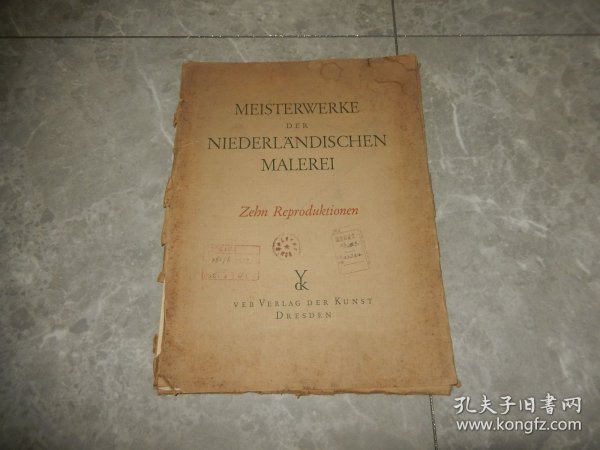 MEISTERWERKE
DER
NIEDERLÄNDISCHEN
MALEREI
Zehn Reproduktionen
VEB VERLAG DER KUNST
DRESDEN
孔夫子旧书网
www.kongfz.com